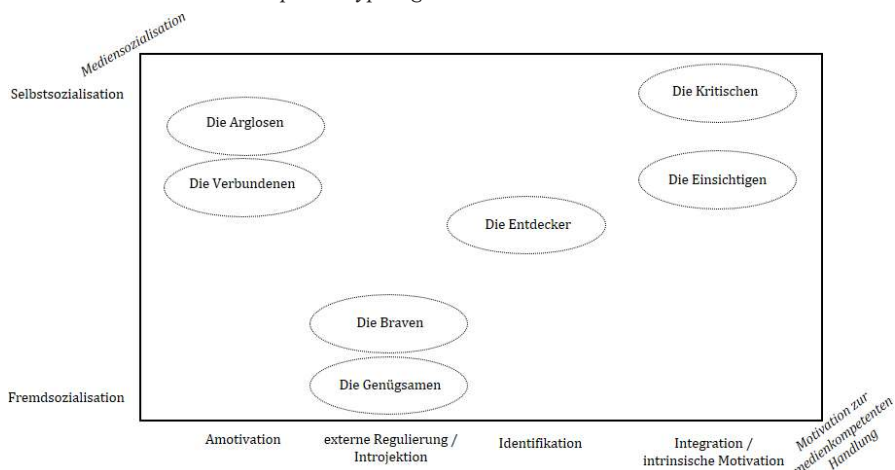 Mediensozialisation
Selbstsozialisation
Die Kritischen
Die Arglosen
Die Verbundenen
Die Einsichtigen
Die Entdecker
Die Braven
Die Genügsamen
Fremdsozialisation
Amotivation
externe Regulierung /
Introjektion
Identifikation
Integration /
intrinsische Motivation
Motivation zur
medienkompetenten
Handlung